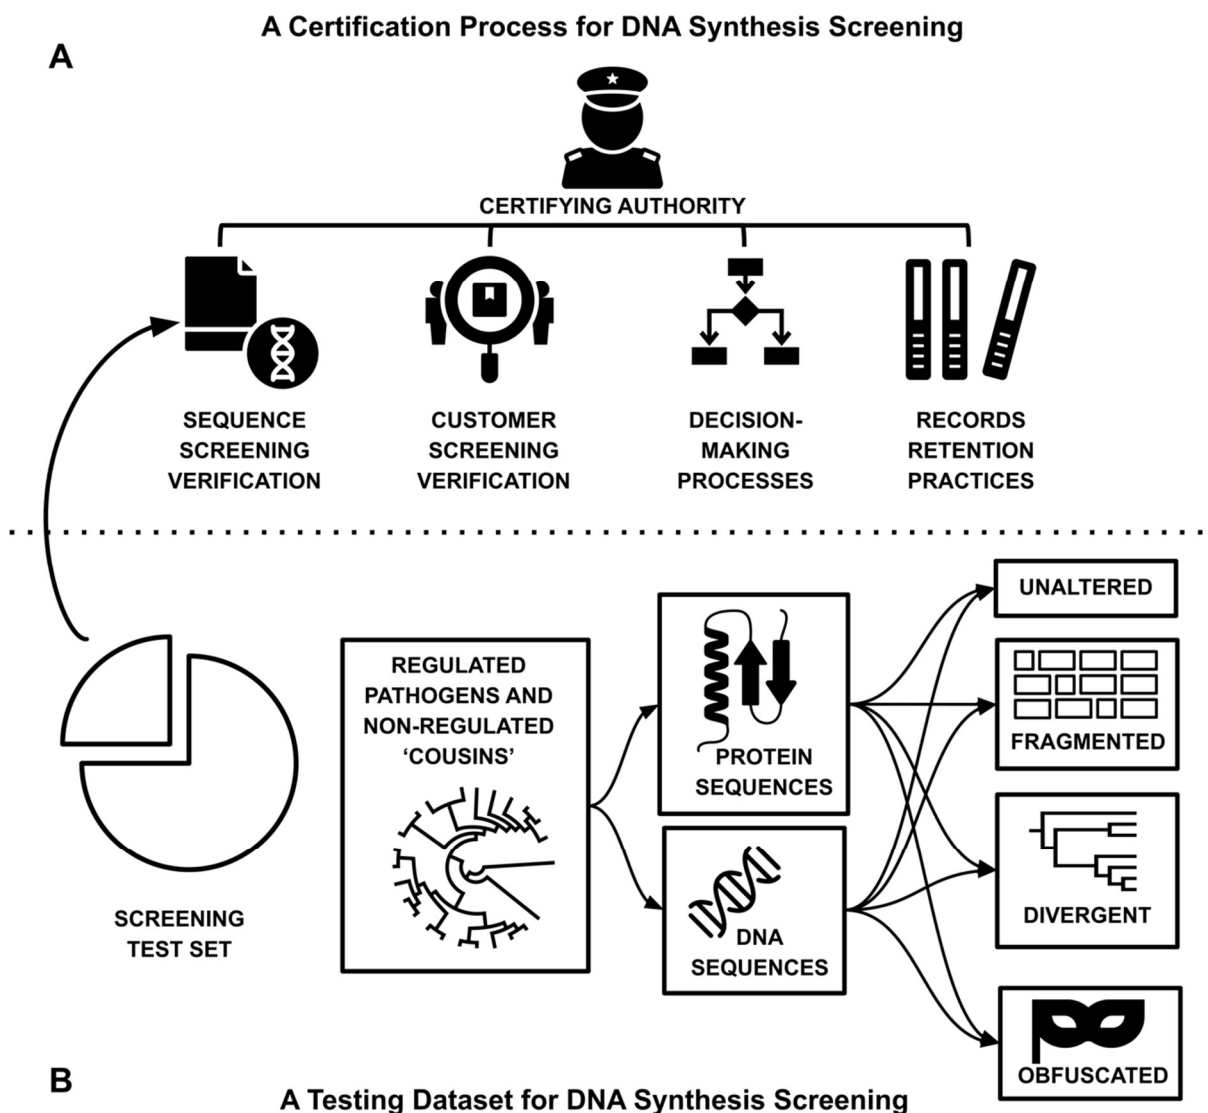 A Certification Process for DNA Synthesis Screening
A
CERTIFYING AUTHORITY
SEQUENCE
SCREENING
VERIFICATION
CUSTOMER
SCREENING
VERIFICATION
DECISION-
MAKING
PROCESSES
RECORDS
RETENTION
PRACTICES
SCREENING
TEST SET
REGULATED
PATHOGENS AND
NON-REGULATED
‘COUSINS’
PROTEIN
SEQUENCES
DNA
SEQUENCES
UNALTERED
FRAGMENTED
DIVERGENT
OBFUSCATED
B
A Testing Dataset for DNA Synthesis Screening